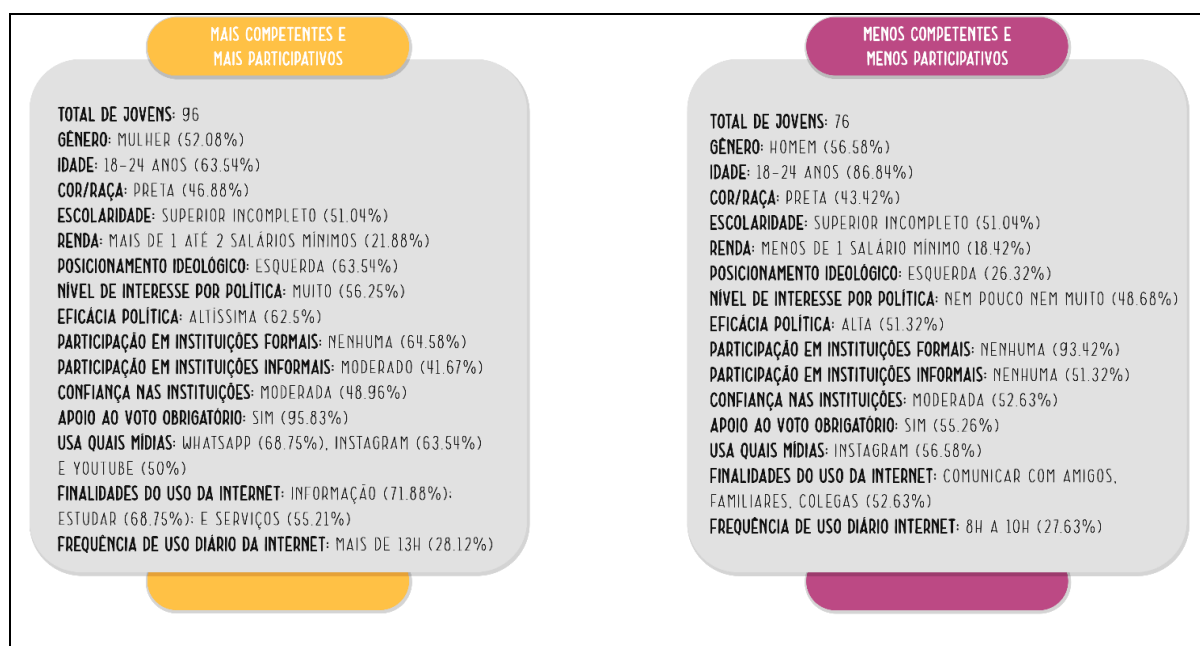 MAIS COMPETENTES E
MAIS PARTICIPATIVOS
TOTAL DE JOVENS: 96
GÊNERO: MULHER (52.08%)
IDADE: 18-24 ANOS (63.54%)
COR/RAÇA: PRETA (46.88%)
ESCOLARIDADE: SUPERIOR INCOMPLETO (51.04%)
RENDA: MAIS DE 1 ATÉ 2 SALÁRIOS MÍNIMOS (21.88%)
POSICIONAMENTO IDEOLÓGICO: ESQUERDA (63.54%)
NÍVEL DE INTERESSE POR POLÍTICA: MUITO (56.25%)
EFICÁCIA POLÍTICA: ALTÍSSIMA (62.5%)
PARTICIPAÇÃO EM INSTITUIÇÕES FORMAIS: NENHUMA (64.58%)
PARTICIPAÇÃO EM INSTITUIÇÕES INFORMAIS: MODERADO (41.67%)
CONFIANÇA NAS INSTITUIÇÕES: MODERADA (48.96%)
APOIO AO VOTO OBRIGATÓRIO: SIM (95.83%)
USA QUAIS MÍDIAS: WHATSAPP (68.75%), INSTAGRAM (63.54%)
E YOUTUBE (50%)
FINALIDADES DO USO DA INTERNET: INFORMAÇÃO (71.88%);
ESTUDAR (68.75%); E SERVIÇOS (55.21%)
FREQUÊNCIA DE USO DIÁRIO DA INTERNET: MAIS DE 13H (28.12%)
MENOS COMPETENTES E
MENOS PARTICIPATIVOS
TOTAL DE JOVENS: 76
GÊNERO: HOMEM (56.58%)
IDADE: 18-24 ANOS (86.84%)
COR/RAÇA: PRETA (43.42%)
ESCOLARIDADE: SUPERIOR INCOMPLETO (51.04%)
RENDA: MENOS DE 1 SALÁRIO MÍNIMO (18.42%)
POSICIONAMENTO IDEOLÓGICO: ESQUERDA (26.32%)
NÍVEL DE INTERESSE POR POLÍTICA: NEM POUCO NEM MUITO (48.68%)
EFICÁCIA POLÍTICA: ALTA (51.32%)
PARTICIPAÇÃO EM INSTITUIÇÕES FORMAIS: NENHUMA (93.42%)
PARTICIPAÇÃO EM INSTITUIÇÕES INFORMAIS: NENHUMA (51.32%)
CONFIANÇA NAS INSTITUIÇÕES: MODERADA (52.63%)
APOIO AO VOTO OBRIGATÓRIO: SIM (55.26%)
USA QUAIS MÍDIAS: INSTAGRAM (56.58%)
FINALIDADES DO USO DA INTERNET: COMUNICAR COM AMIGOS,
FAMILIARES, COLEGAS (52.63%)
FREQUÊNCIA DE USO DIÁRIO INTERNET: 8H A 10H (27.63%)